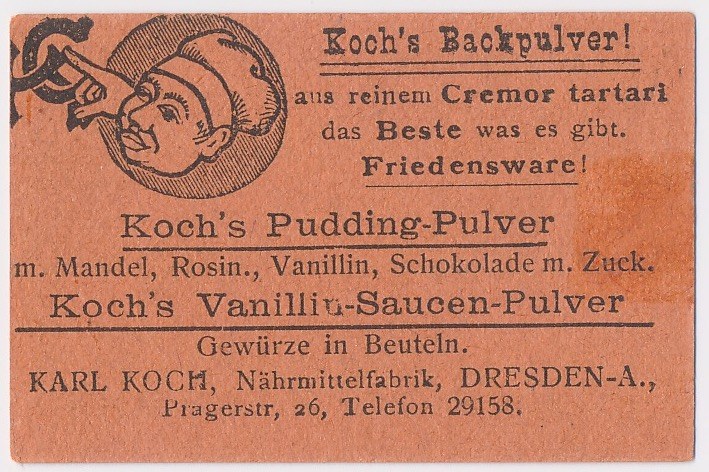 Koch's Backpulver!
aus reinem Cremor tartari
das Beste was es gibt.
Friedensware!
Koch's Pudding-Pulver
m. Mandel, Rosin., Vanillin, Schokolade m. Zuck.
Koch's Vanillin-Saucen-Pulver
Gewürze in Beuteln.
KARL KOCH, Nährmittelfabrik, DRESDEN-A.,
Pragerstr, 26, Telefon 29158.